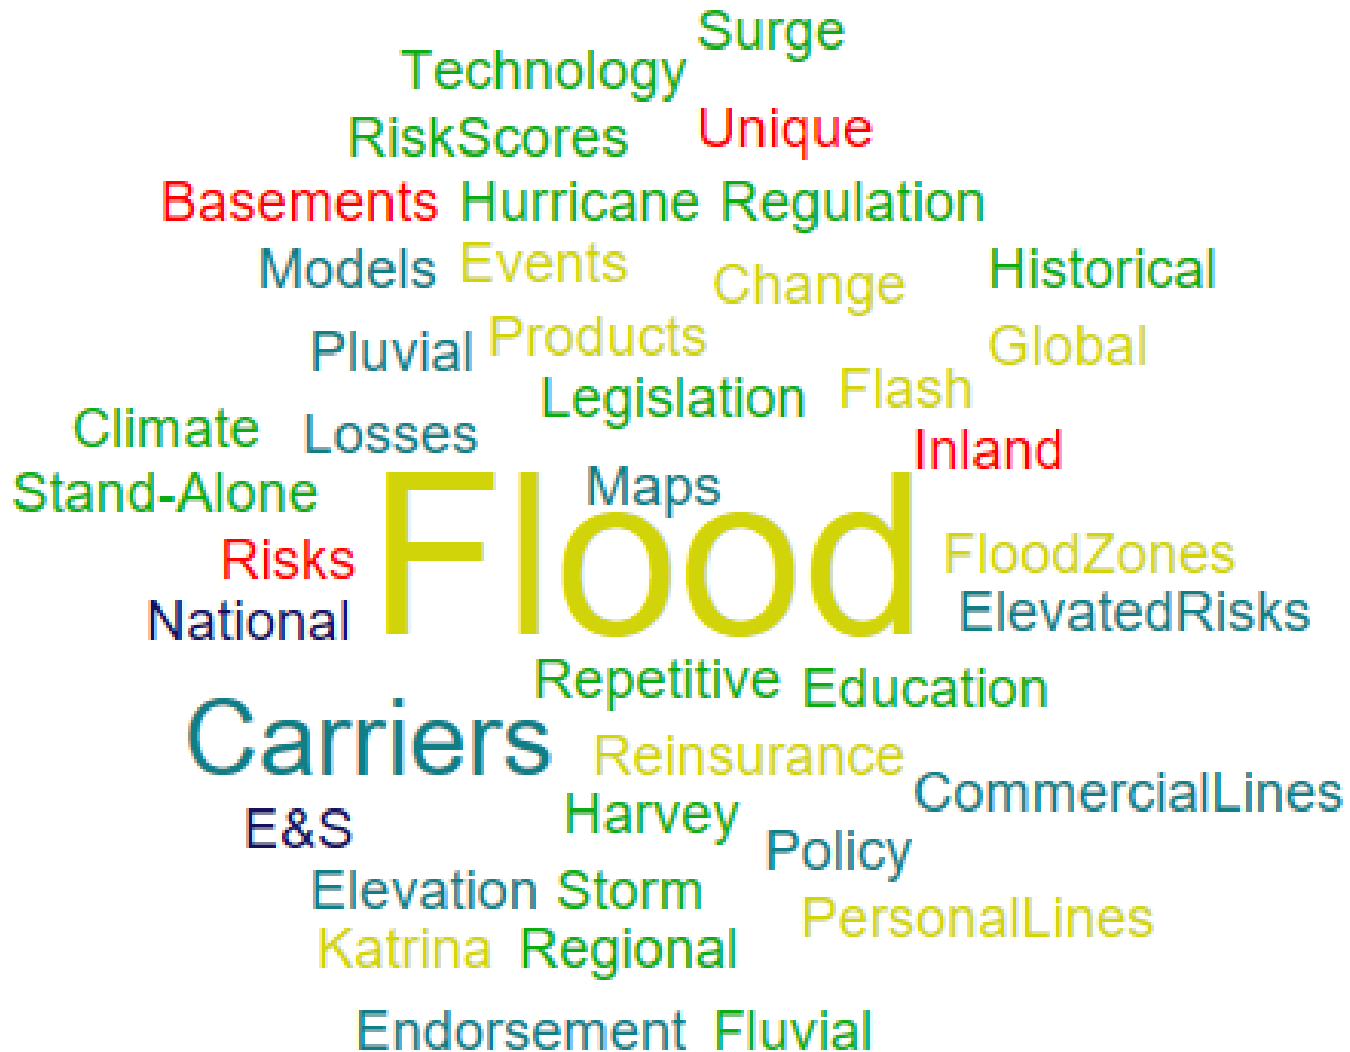 Surge
Technology
RiskScores
Unique
Basements
Hurricane
Regulation
Models
Events
Change
Historical
Pluvial
Products
Global
Legislation
Flash
Climate
Losses
Inland
Stand-Alone
Maps
Flood
Risks
FloodZones
National
ElevatedRisks
Repetitive
Education
Carriers
Reinsurance
CommercialLines
E&S
Harvey
Policy
Elevation
Storm
PersonalLines
Katrina
Regional
Endorsement
Fluvial